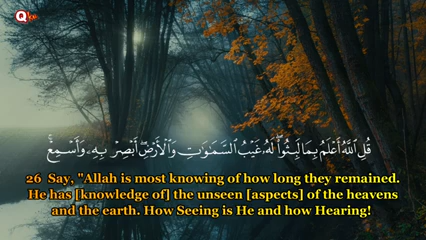 قُلِ ٱللَّهُ أَعْلَمُ بِمَا لَبِثُوا۟ ۖ لَهُۥ غَيْبُ ٱلسَّمَـٰوَٰتِ وَٱلْأَرْضِ ۖ أَبْصِرْ بِهِۦ وَأَسْمِعْ ۚ
26 Say, "Allah is most knowing of how long they remained.
He has [knowledge of] the unseen [aspects] of the heavens
and the earth. How Seeing is He and how Hearing!